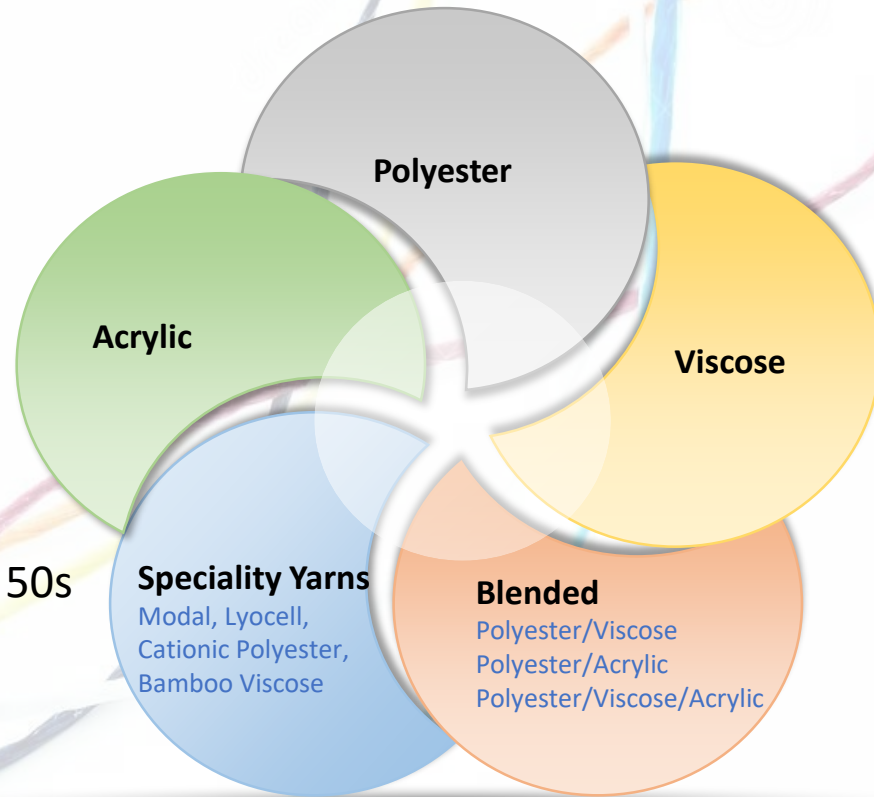 Polyester
Acrylic
Viscose
50s
Speciality Yarns
Modal, Lyocell,
Cationic Polyester,
Bamboo Viscose
Blended
Polyester/Viscose
Polyester/Acrylic
Polyester/Viscose/Acrylic